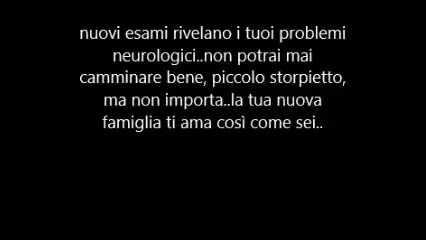 nuovi esami rivelano i tuoi problemi
neurologici..non potrai mai
camminare bene, piccolo storpietto,
ma non importa..la tua nuova
famiglia ti ama così come sei..